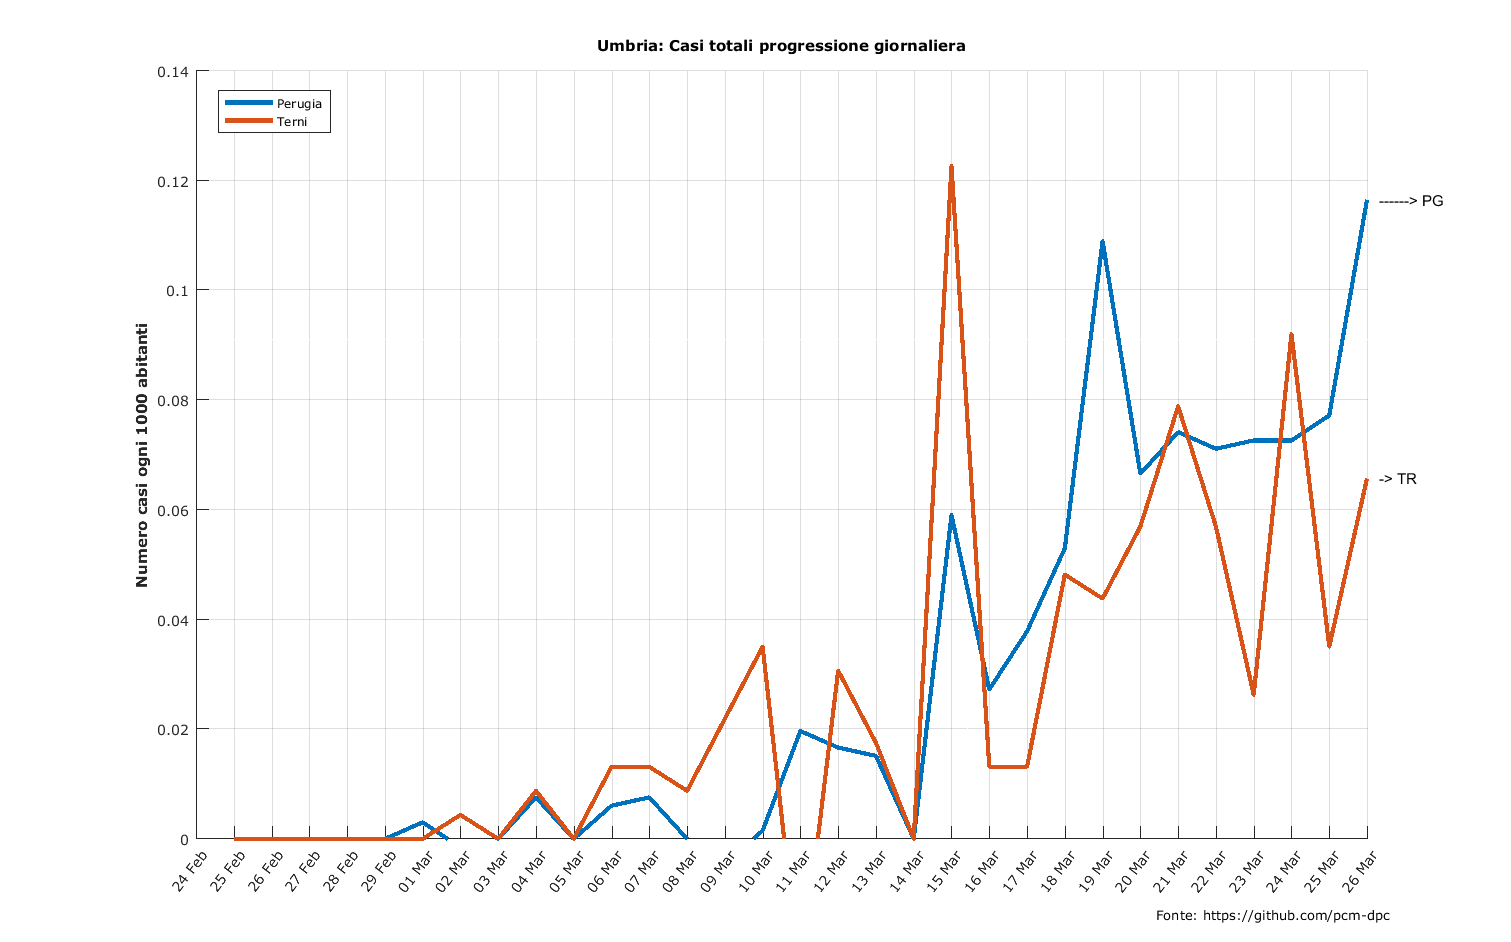 Umbria: Casi totali progressione giornaliera
0.14
0.12
0.1
0.08
0.06
0.04
0.02
0
Numero casi ogni 1000 abitanti
Perugia
Terni
------> PG
-> TR
24 Feb
25 Feb
26 Feb
27 Feb
28 Feb
29 Feb
01 Mar
02 Mar
03 Mar
04 Mar
05 Mar
06 Mar
07 Mar
08 Mar
09 Mar
10 Mar
11 Mar
12 Mar
13 Mar
14 Mar
15 Mar
16 Mar
17 Mar
18 Mar
19 Mar
20 Mar
21 Mar
22 Mar
23 Mar
24 Mar
25 Mar
26 Mar
Fonte: https://github.com/pcm-dpc